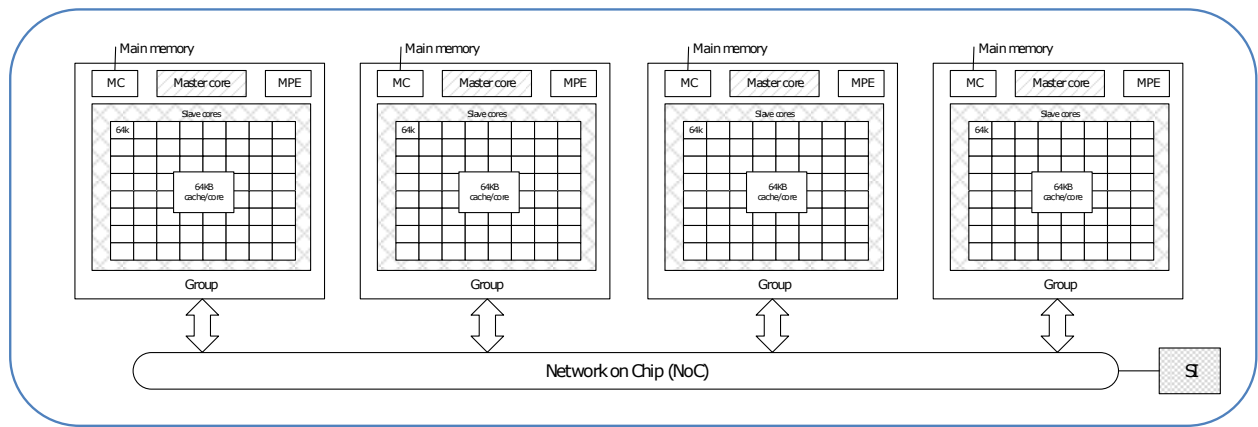 Main memory
Main memory
Main memory
Main memory
MC
Master core
MPE
MC
Master core
MPE
MC
Master core
MPE
MC
Master core
MPE
Slave cores
Slave cores
Slave cores
Slave cores
64k
64k
64k
64k
64KB
cache/core
64KB
cache/core
64KB
cache/core
64KB
cache/core
Group
Group
Group
Group
Network on Chip (NoC)
SI